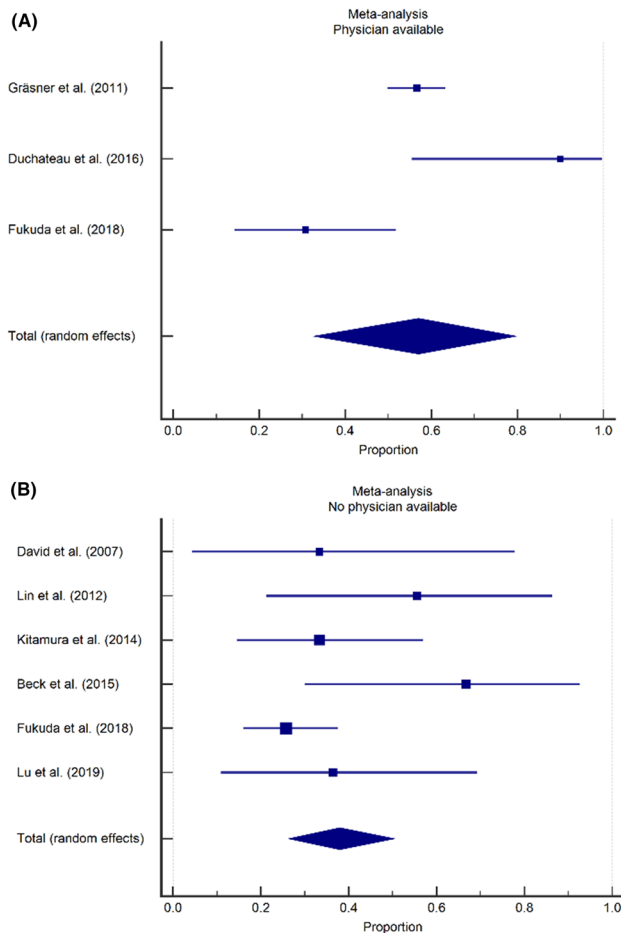 (A)
Meta-analysis
Physician available
Gräsner et al. (2011)
Duchateau et al. (2016)
Fukuda et al. (2018)
Total (random effects)
0.0 0.2 0.4 0.6 0.8 1.0
Proportion
(B)
Meta-analysis
No physician available
David et al. (2007)
Lin et al. (2012)
Kitamura et al. (2014)
Beck et al. (2015)
Fukuda et al. (2018)
Lu et al. (2019)
Total (random effects)
0.0 0.2 0.4 0.6 0.8 1.0
Proportion